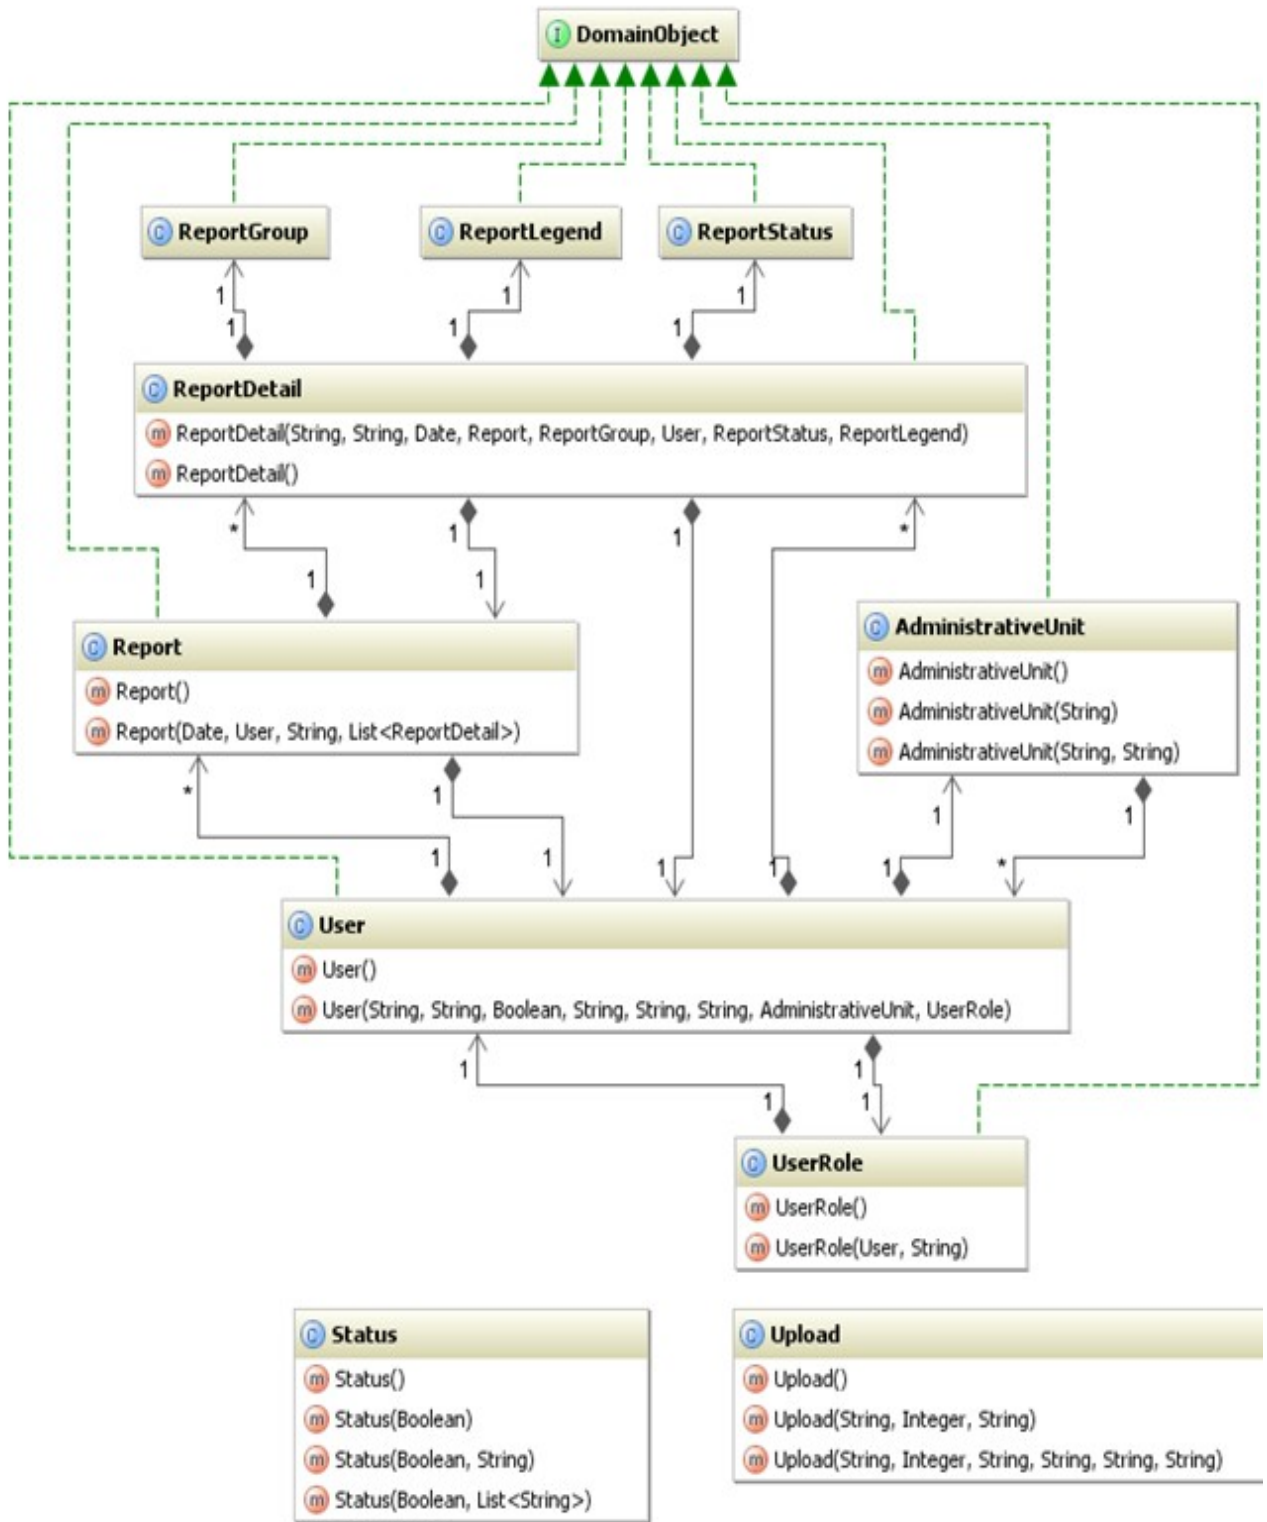 I DomainObject
C ReportGroup
C ReportLegend
C ReportStatus
1
1
1
1
1
1
C ReportDetail
m ReportDetail(String, String, Date, Report, ReportGroup, User, ReportStatus, ReportLegend)
m ReportDetail()
*
1
1
*
1
1
C Report
m Report()
m Report(Date, User, String, List<ReportDetail>)
C AdministrativeUnit
m AdministrativeUnit()
m AdministrativeUnit(String)
m AdministrativeUnit(String, String)
*
1
1
1
1
1
1
1
1
*
C User
m User()
m User(String, String, Boolean, String, String, String, AdministrativeUnit, UserRole)
1
1
1
1
C UserRole
m UserRole()
m UserRole(User, String)
C Status
m Status()
m Status(Boolean)
m Status(Boolean, String)
m Status(Boolean, List<String>)
C Upload
m Upload()
m Upload(String, Integer, String)
m Upload(String, Integer, String, String, String, String)